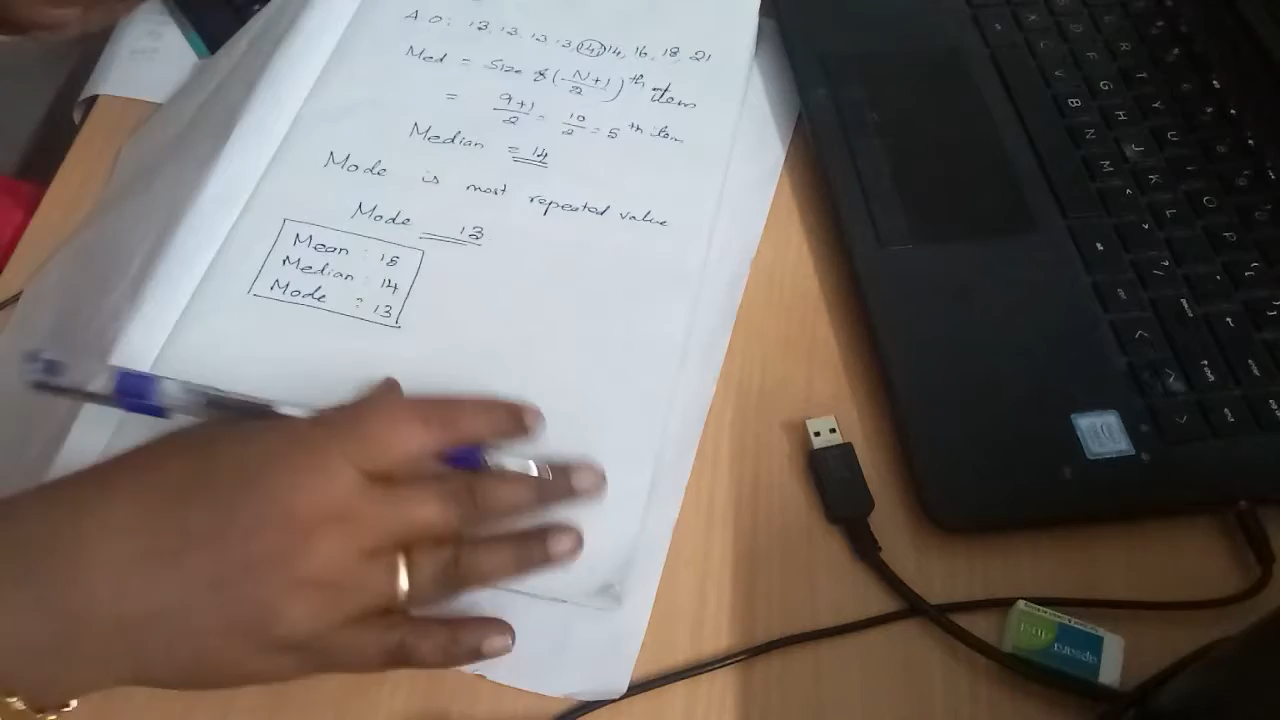 A.O: 13, 13, 13, 13, 14, 14, 16, 18, 21
Med = Size of (N+1/2)th item
= 9+1/2 = 10/2 = 5th item
Median = 14
Mode is most repeated value
Mode 13
Mean : 15
Median : 14
Mode : 13
apsara